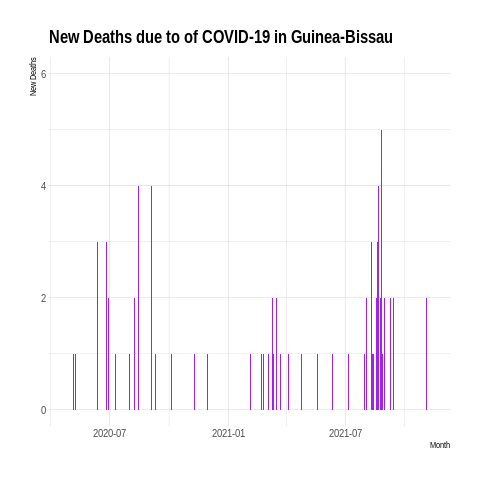 New Deaths due to of COVID-19 in Guinea-Bissau
New Deaths
6
4
2
0
2020-07
2021-01
2021-07
Month